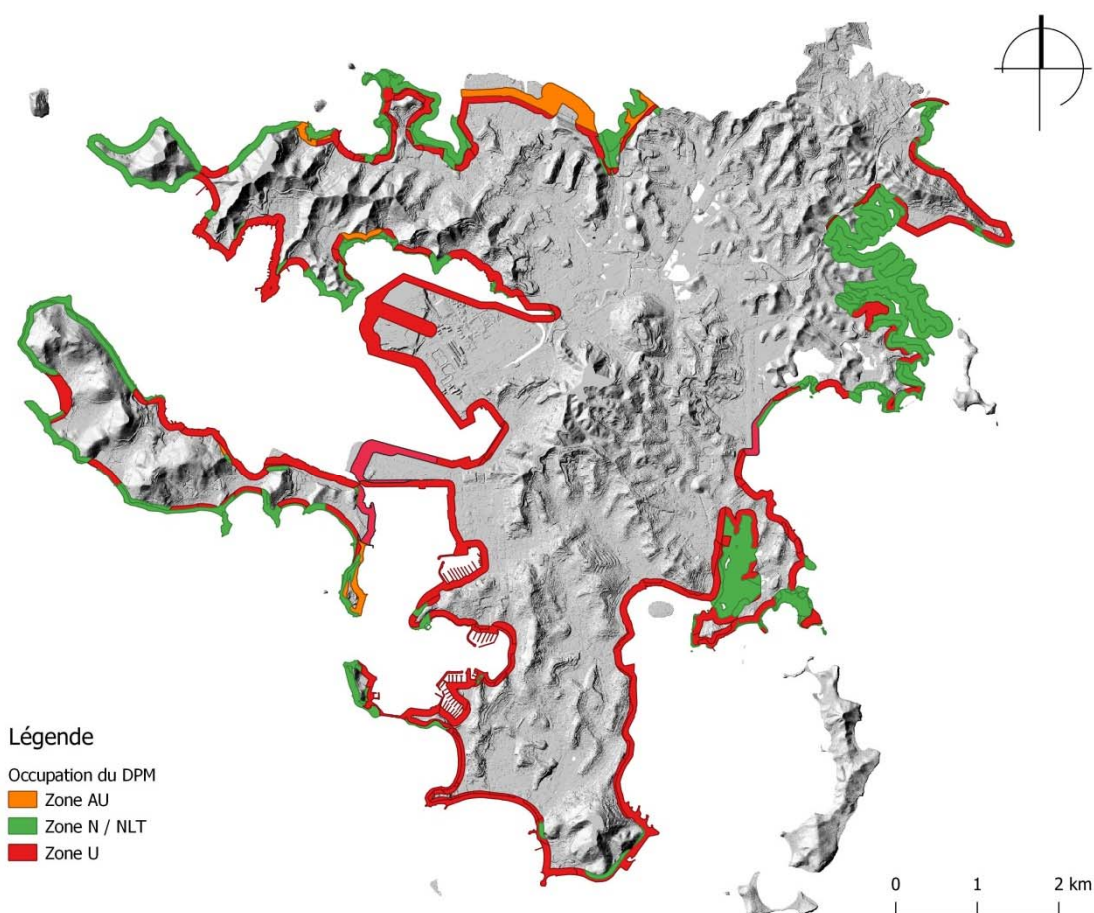 Légende
Occupation du DPM
Zone AU
Zone N / NLT
Zone U
0 1 2 km